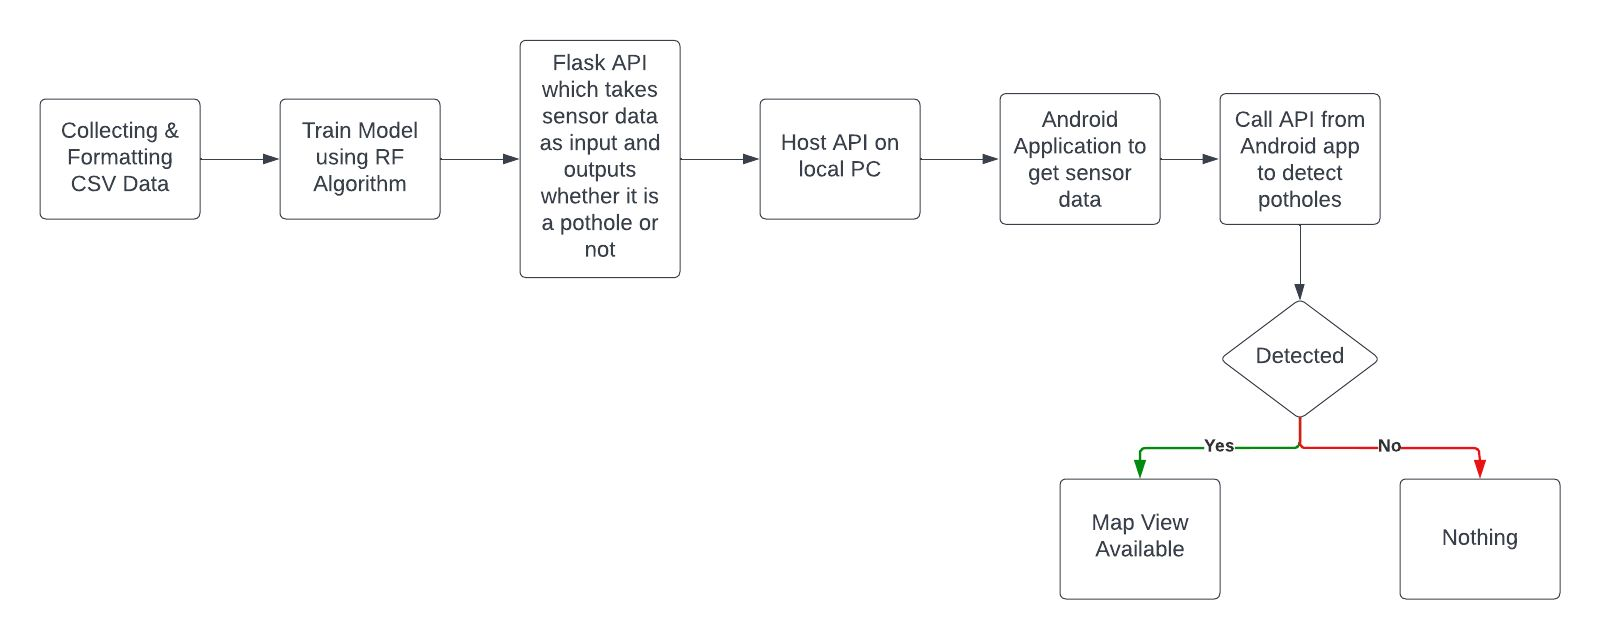 Collecting &
Formatting
CSV Data
Train Model
using RF
Algorithm
Flask API
which takes
sensor data
as input and
outputs
whether it is
a pothole or
not
Host API on
local PC
Android
Application to
get sensor
data
Call API from
Android app
to detect
potholes
Detected
Yes
No
Map View
Available
Nothing